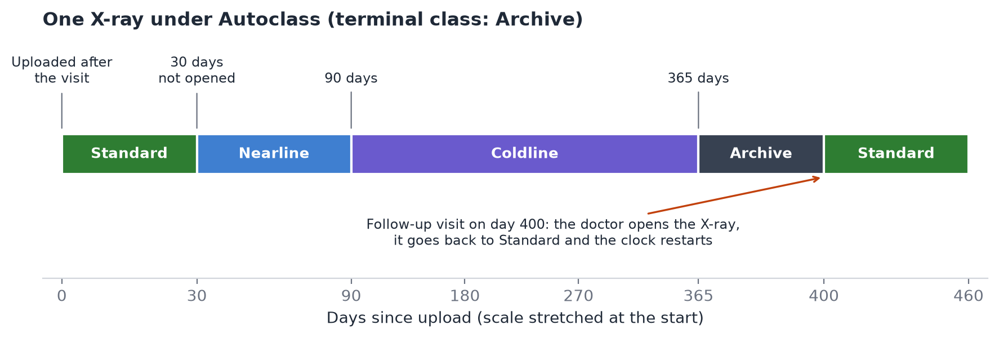 One X-ray under Autoclass (terminal class: Archive)
Uploaded after
the visit
30 days
not opened
90 days
365 days
Standard
Nearline
Coldline
Archive
Standard
Follow-up visit on day 400: the doctor opens the X-ray,
it goes back to Standard and the clock restarts
0
30
90
180
270
365
400
460
Days since upload (scale stretched at the start)